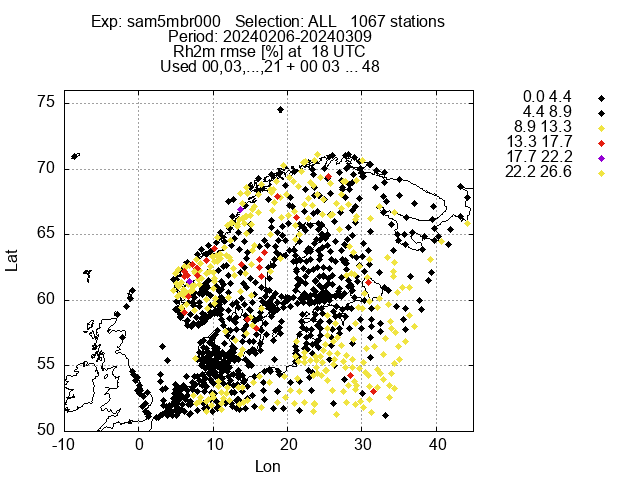 Exp: sam5mbr000   Selection: ALL   1067 stations
Period: 20240206-20240309
Rh2m rmse [%] at  18 UTC
Used 00,03,...,21 + 00 03 ... 48
0.0 4.4
4.4 8.9
8.9 13.3
13.3 17.7
17.7 22.2
22.2 26.6
75
70
65
60
55
50
Lat
-10 0 10 20 30 40
Lon